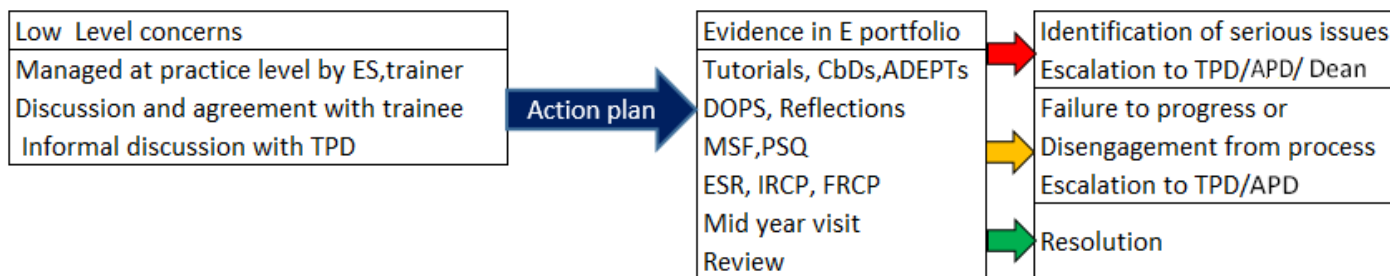 Low Level concerns
Managed at practice level by ES,trainer
Discussion and agreement with trainee
Informal discussion with TPD
Action plan
Evidence in E portfolio
Tutorials, CbDs,ADEPTs
DOPS, Reflections
MSF,PSQ
ESR, IRCP, FRCP
Mid year visit
Review
Identification of serious issues
Escalation to TPD/APD/ Dean
Failure to progress or
Disengagement from process
Escalation to TPD/APD
Resolution